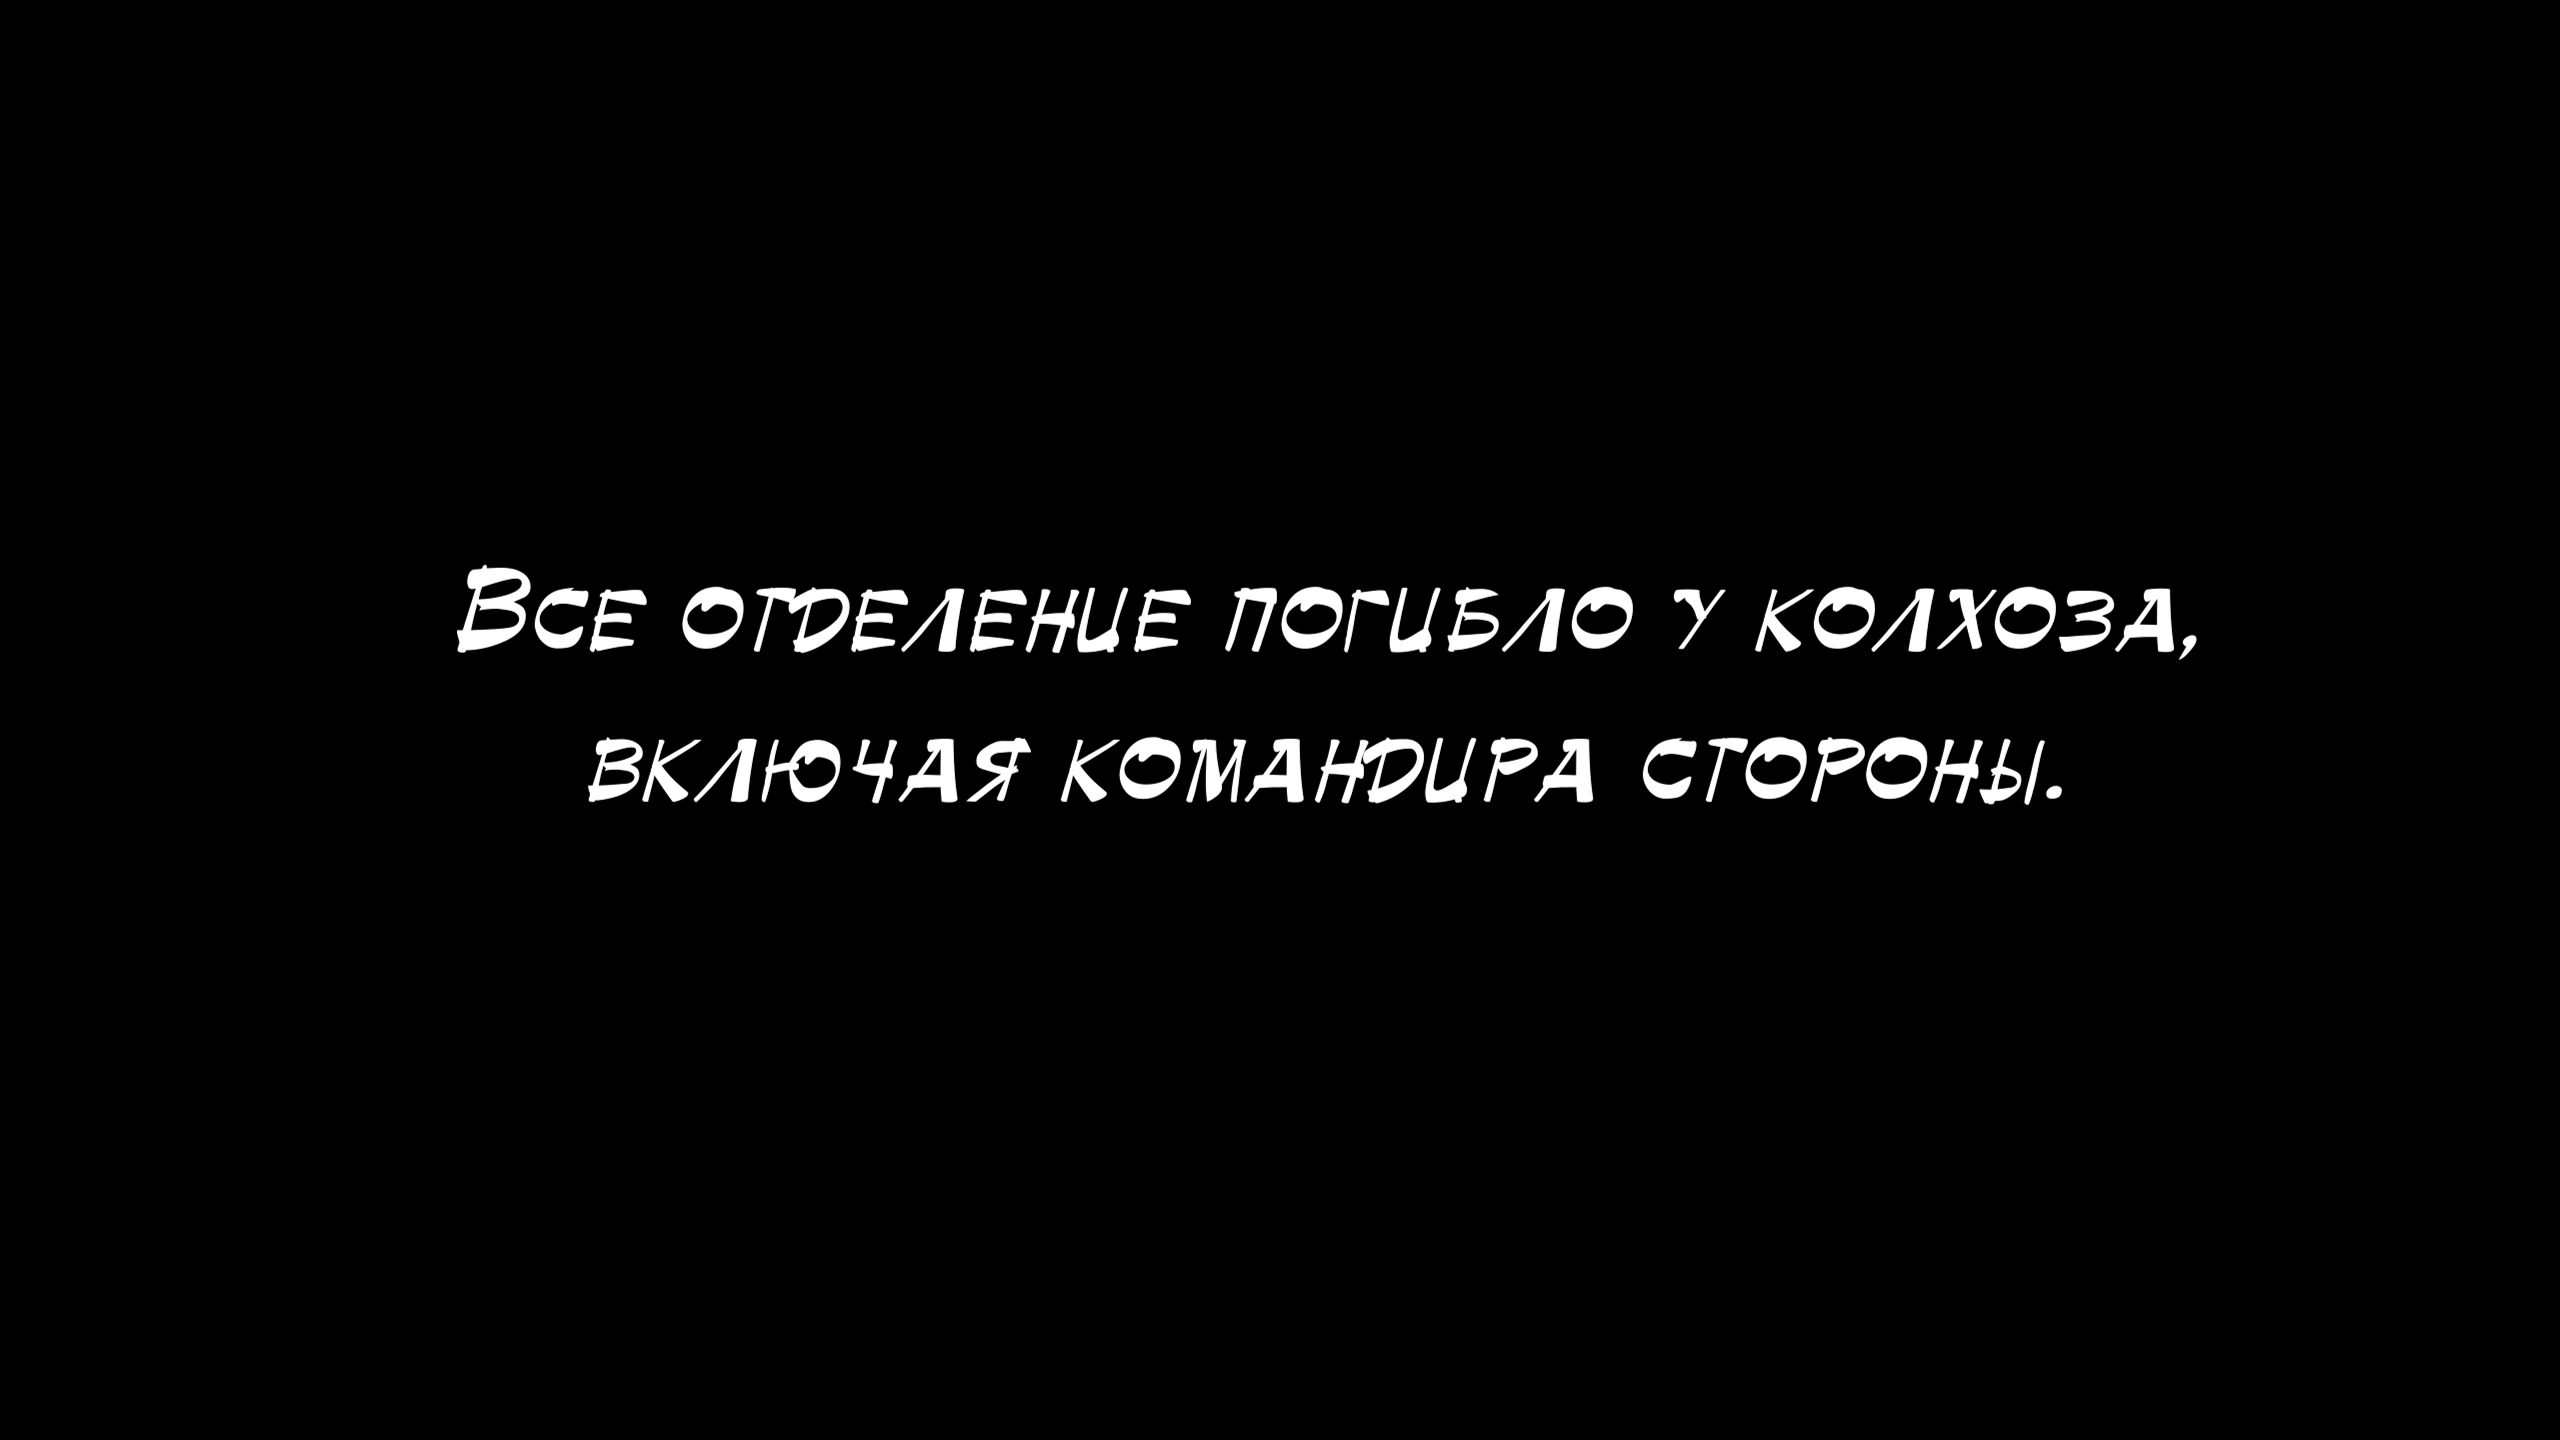 Все отделение погибло у колхоза,
включая командира стороны.